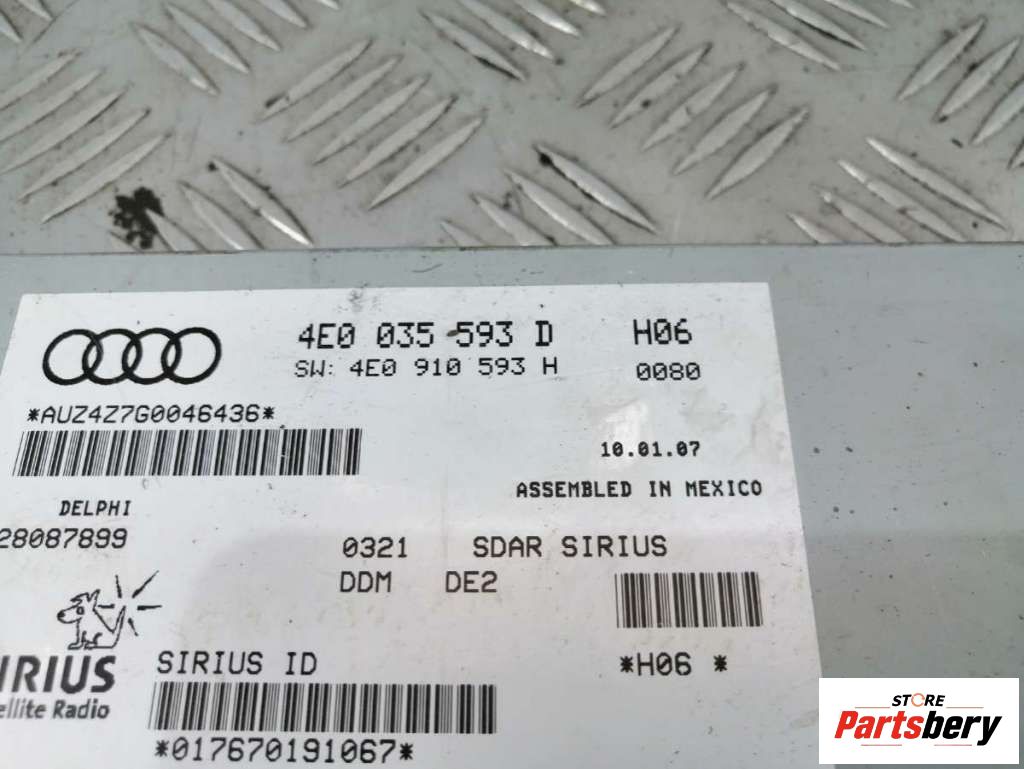 4E0 035 593 D H06
SW: 4E0 910 593 H 0080
*AUZ4Z7G0046436*
10.01.07
ASSEMBLED IN MEXICO
DELPHI
28087899
0321 SDAR SIRIUS
DDM DE2
SIRIUS ID
*H06 *
IRIUS
ellite Radio
*017670191067*
STORE
Partsbery